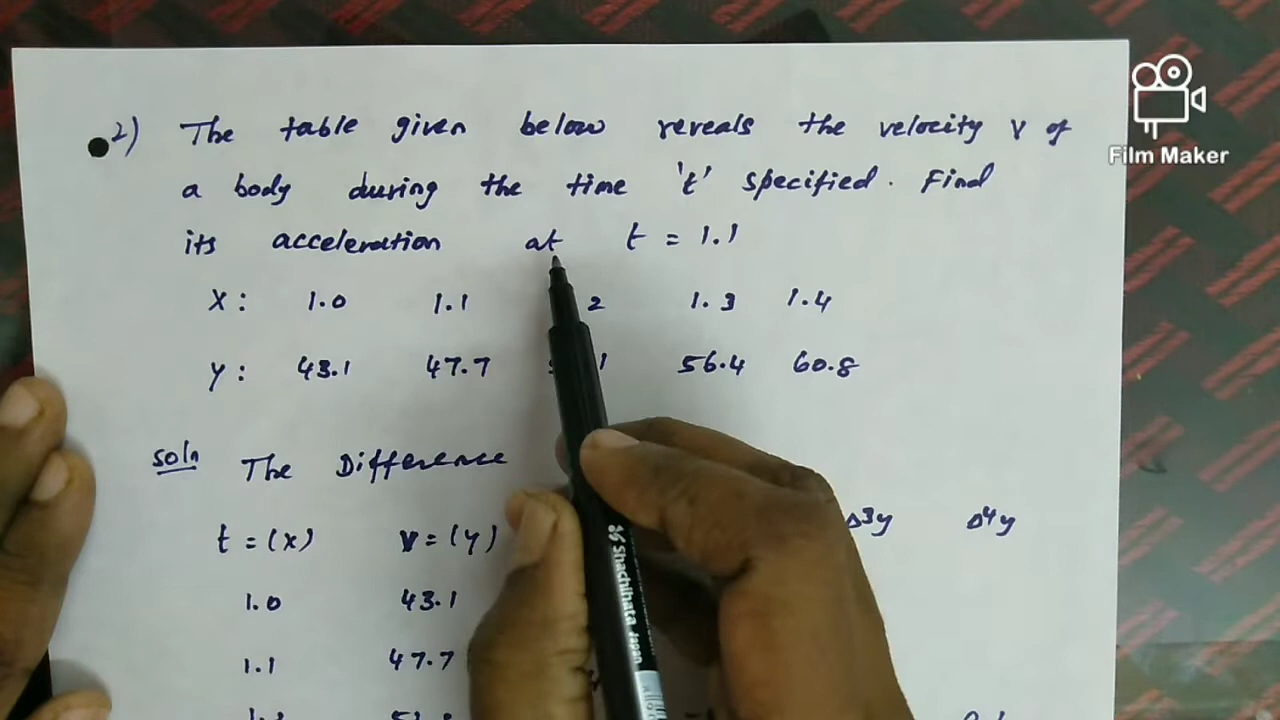 2) The table given below reveals the velocity v of
a body during the time 't' specified. Find
its acceleration at t = 1.1
x: 1.0 1.1 2 1.3 1.4
y: 43.1 47.7 1 56.4 60.8
Soln The Difference
t=(x) v=(y) Δ3y Δ4y
1.0 43.1
1.1 47.7
Film Maker
Shachihata